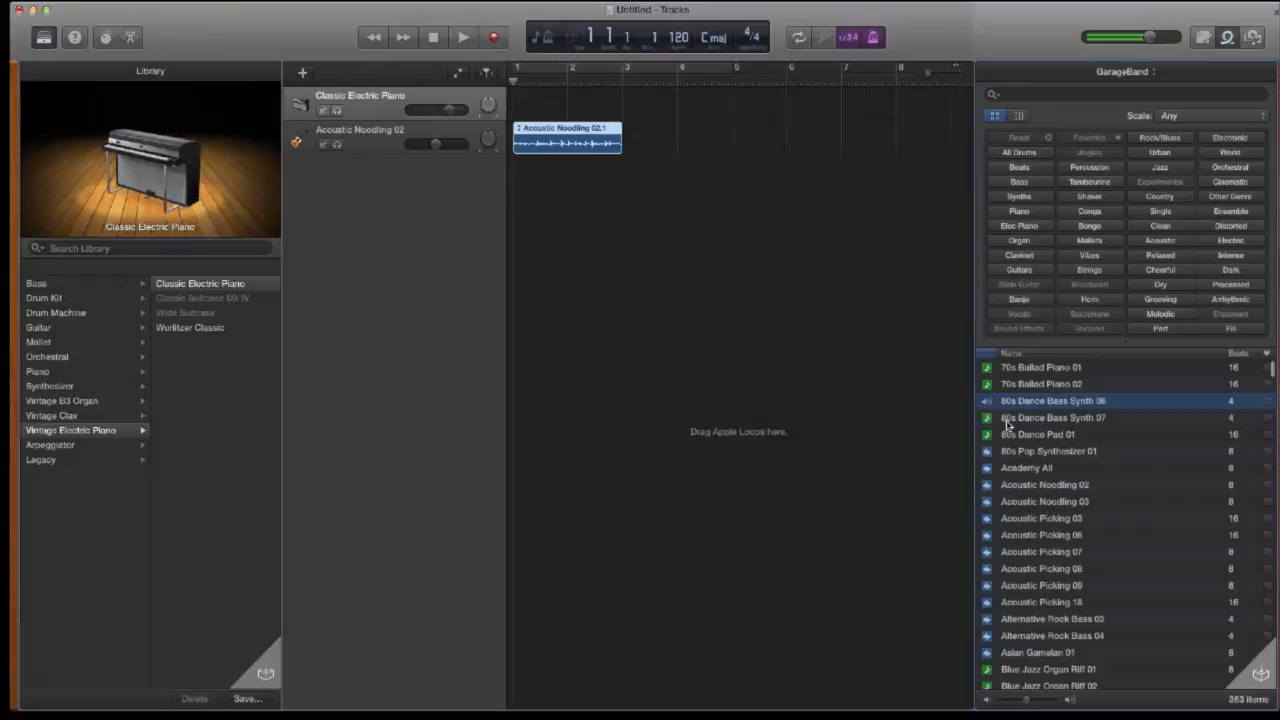 Untitled - Tracks
1 1 1 1 120 C maj 4/4
1234
Library
Classic Electric Piano
Search Library
Bass
Drum Kit
Drum Machine
Guitar
Mallet
Orchestral
Piano
Synthesizer
Vintage B3 Organ
Vintage Clav
Vintage Electric Piano
Arpeggiator
Legacy
Classic Electric Piano
Classic Suitcase Mk IV
Wide Suitcase
Wurlitzer Classic
Delete Save...
Classic Electric Piano
Acoustic Noodling 02
1 2 3 4 5 6 7 8
Acoustic Noodling 02.1
Drag Apple Loops here.
GarageBand
Scale: Any
Reset Favorites Rock/Blues Electronic
All Drums Jingles Urban World
Beats Percussion Jazz Orchestral
Bass Tambourine Experimental Cinematic
Synths Shaker Country Other Genre
Piano Conga Single Ensemble
Elec Piano Bongo Clean Distorted
Organ Mallets Acoustic Electric
Clavinet Vibes Relaxed Intense
Guitars Strings Cheerful Dark
Slide Guitar Woodwind Dry Processed
Banjo Horn Grooving Arrhythmic
Vocals Saxophone Melodic Dissonant
Sound Effects Textures Part Fill
Name Beats
70s Ballad Piano 01 16
70s Ballad Piano 02 16
80s Dance Bass Synth 06 4
80s Dance Bass Synth 07 4
80s Dance Pad 01 16
80s Pop Synthesizer 01 8
Academy All 8
Acoustic Noodling 02 8
Acoustic Noodling 03 8
Acoustic Picking 03 16
Acoustic Picking 06 16
Acoustic Picking 07 8
Acoustic Picking 08 8
Acoustic Picking 09 8
Acoustic Picking 18 16
Alternative Rock Bass 03 4
Alternative Rock Bass 04 4
Asian Gamelan 01 8
Blue Jazz Organ Riff 01 8
Blue Jazz Organ Riff 02 8
363 items